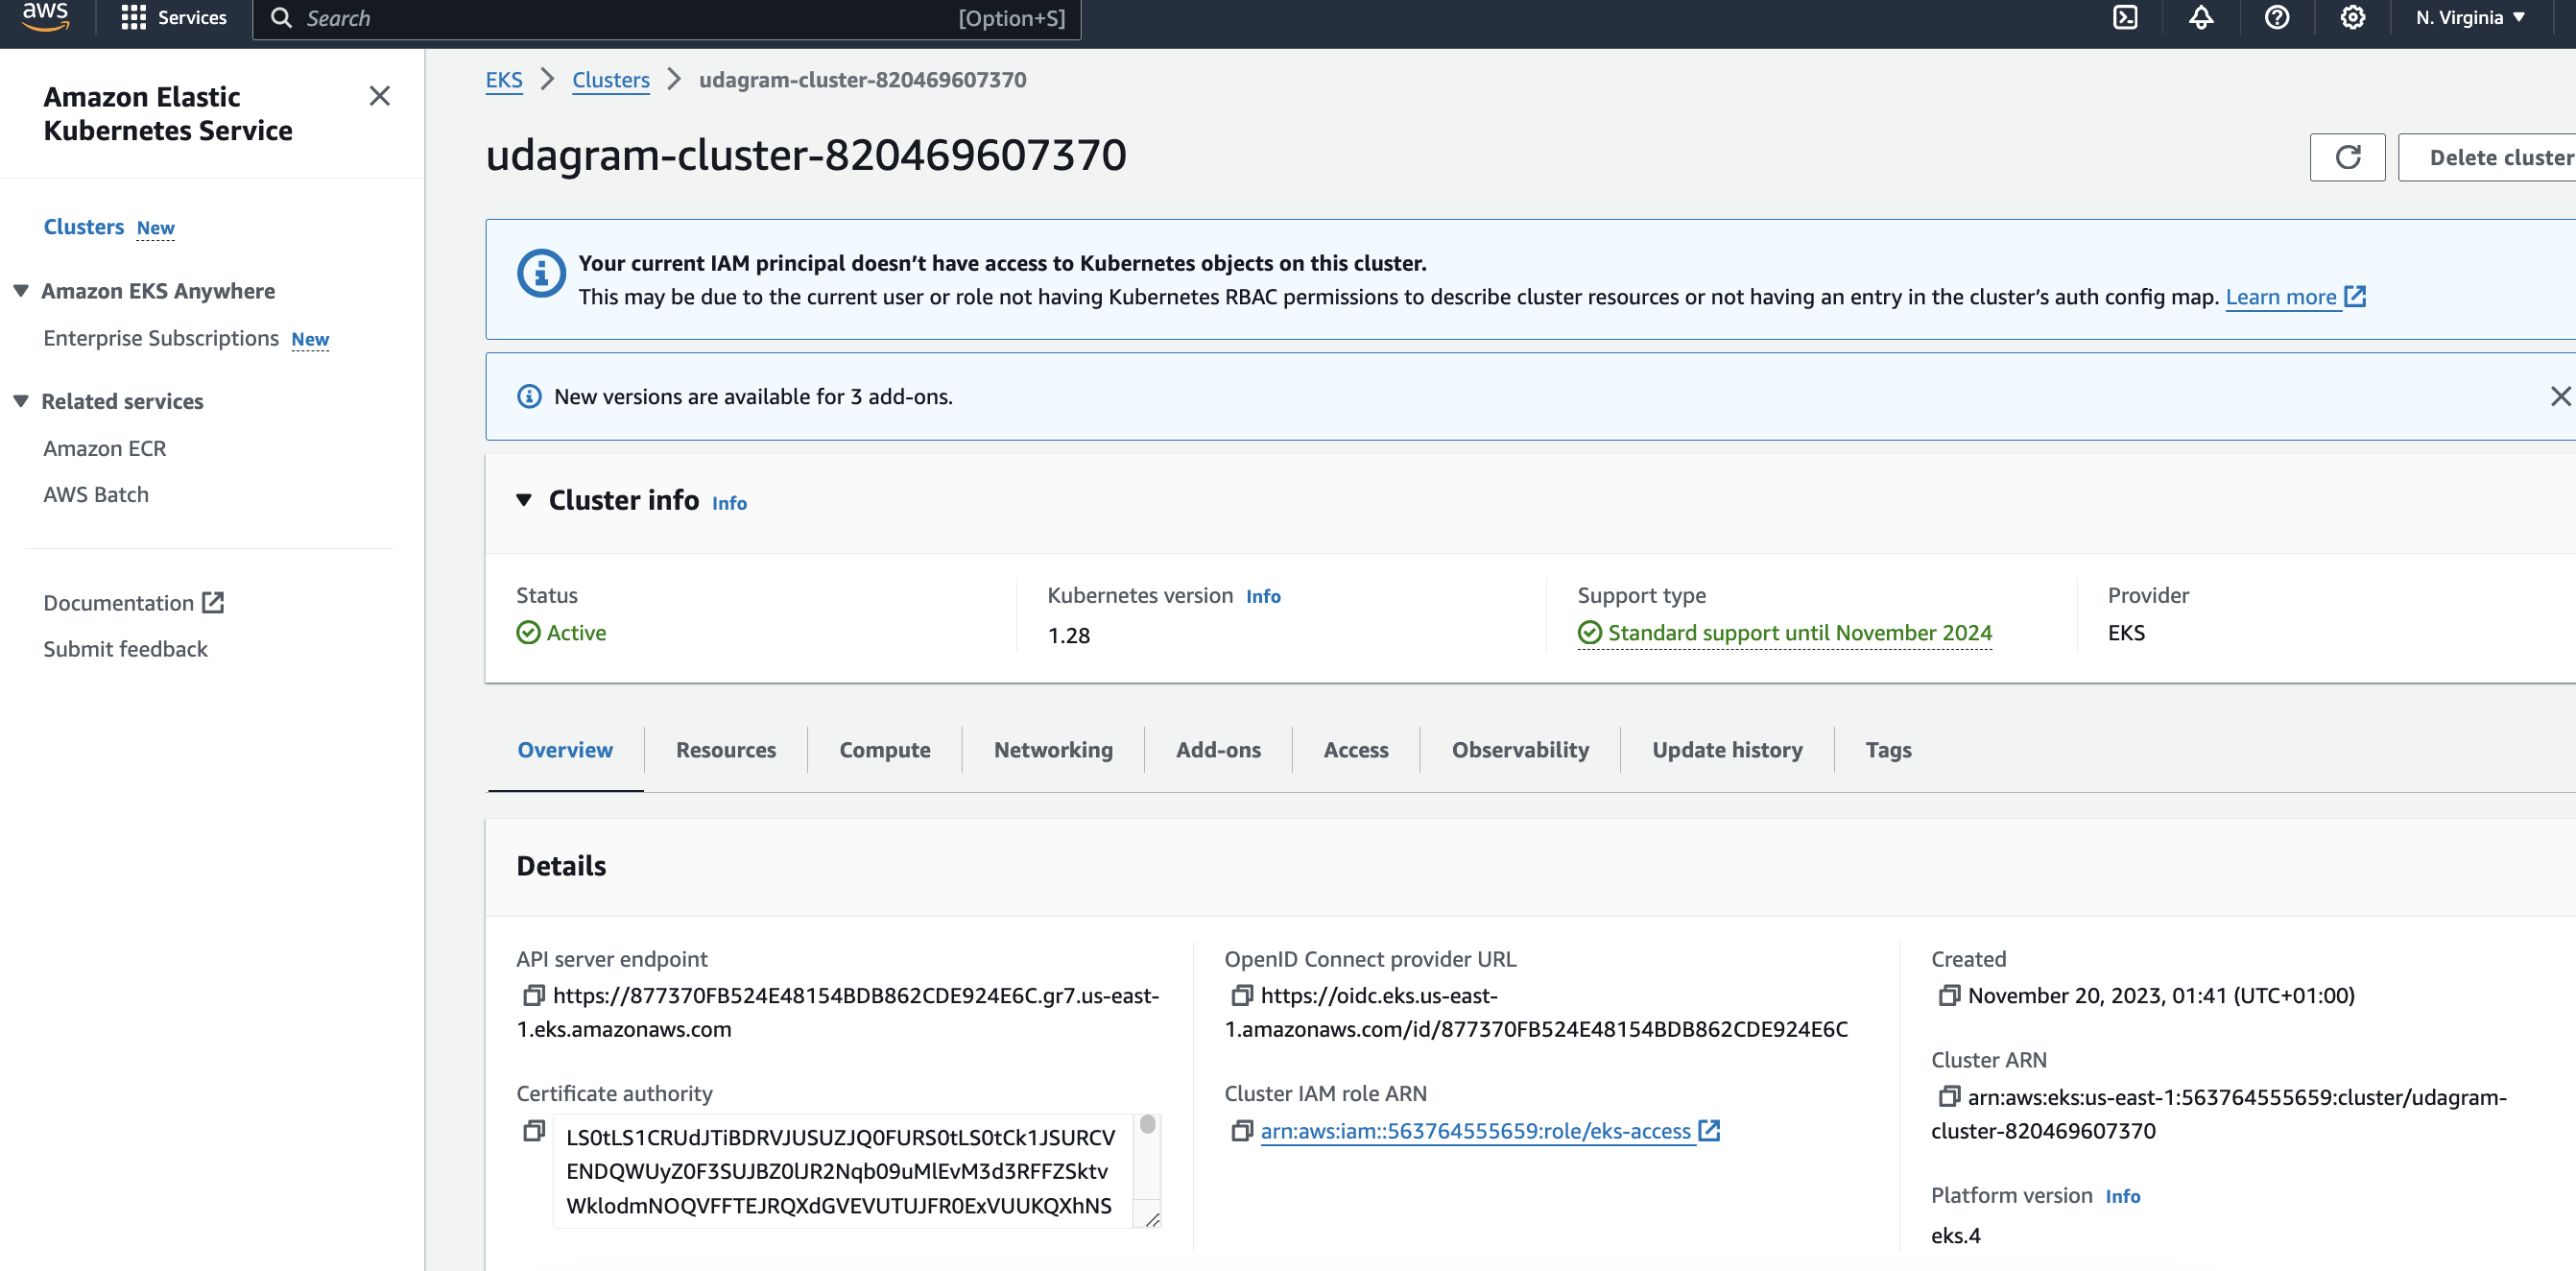 aws
Services
Search
[Option+S]
N. Virginia
Amazon Elastic
Kubernetes Service
Clusters New
Amazon EKS Anywhere
Enterprise Subscriptions New
Related services
Amazon ECR
AWS Batch
Documentation
Submit feedback
EKS > Clusters > udagram-cluster-820469607370
udagram-cluster-820469607370
Delete cluster
Your current IAM principal doesn’t have access to Kubernetes objects on this cluster.
This may be due to the current user or role not having Kubernetes RBAC permissions to describe cluster resources or not having an entry in the cluster’s auth config map. Learn more
New versions are available for 3 add-ons.
Cluster info Info
Status
Active
Kubernetes version Info
1.28
Support type
Standard support until November 2024
Provider
EKS
Overview
Resources
Compute
Networking
Add-ons
Access
Observability
Update history
Tags
Details
API server endpoint
https://877370FB524E48154BDB862CDE924E6C.gr7.us-east-
1.eks.amazonaws.com
Certificate authority
LS0tLS1CRUdJTiBDRVJUSUZJQ0FURS0tLS0tCk1JSURCV
ENDQWUyZ0F3SUJBZ0lJR2Nqb09uMlEvM3d3RFFZSktv
WklodmNOQVFFTEJRQXdGVEVUTUJFR0ExVUUKQXhNS
OpenID Connect provider URL
https://oidc.eks.us-east-
1.amazonaws.com/id/877370FB524E48154BDB862CDE924E6C
Cluster IAM role ARN
arn:aws:iam::563764555659:role/eks-access
Created
November 20, 2023, 01:41 (UTC+01:00)
Cluster ARN
arn:aws:eks:us-east-1:563764555659:cluster/udagram-
cluster-820469607370
Platform version Info
eks.4